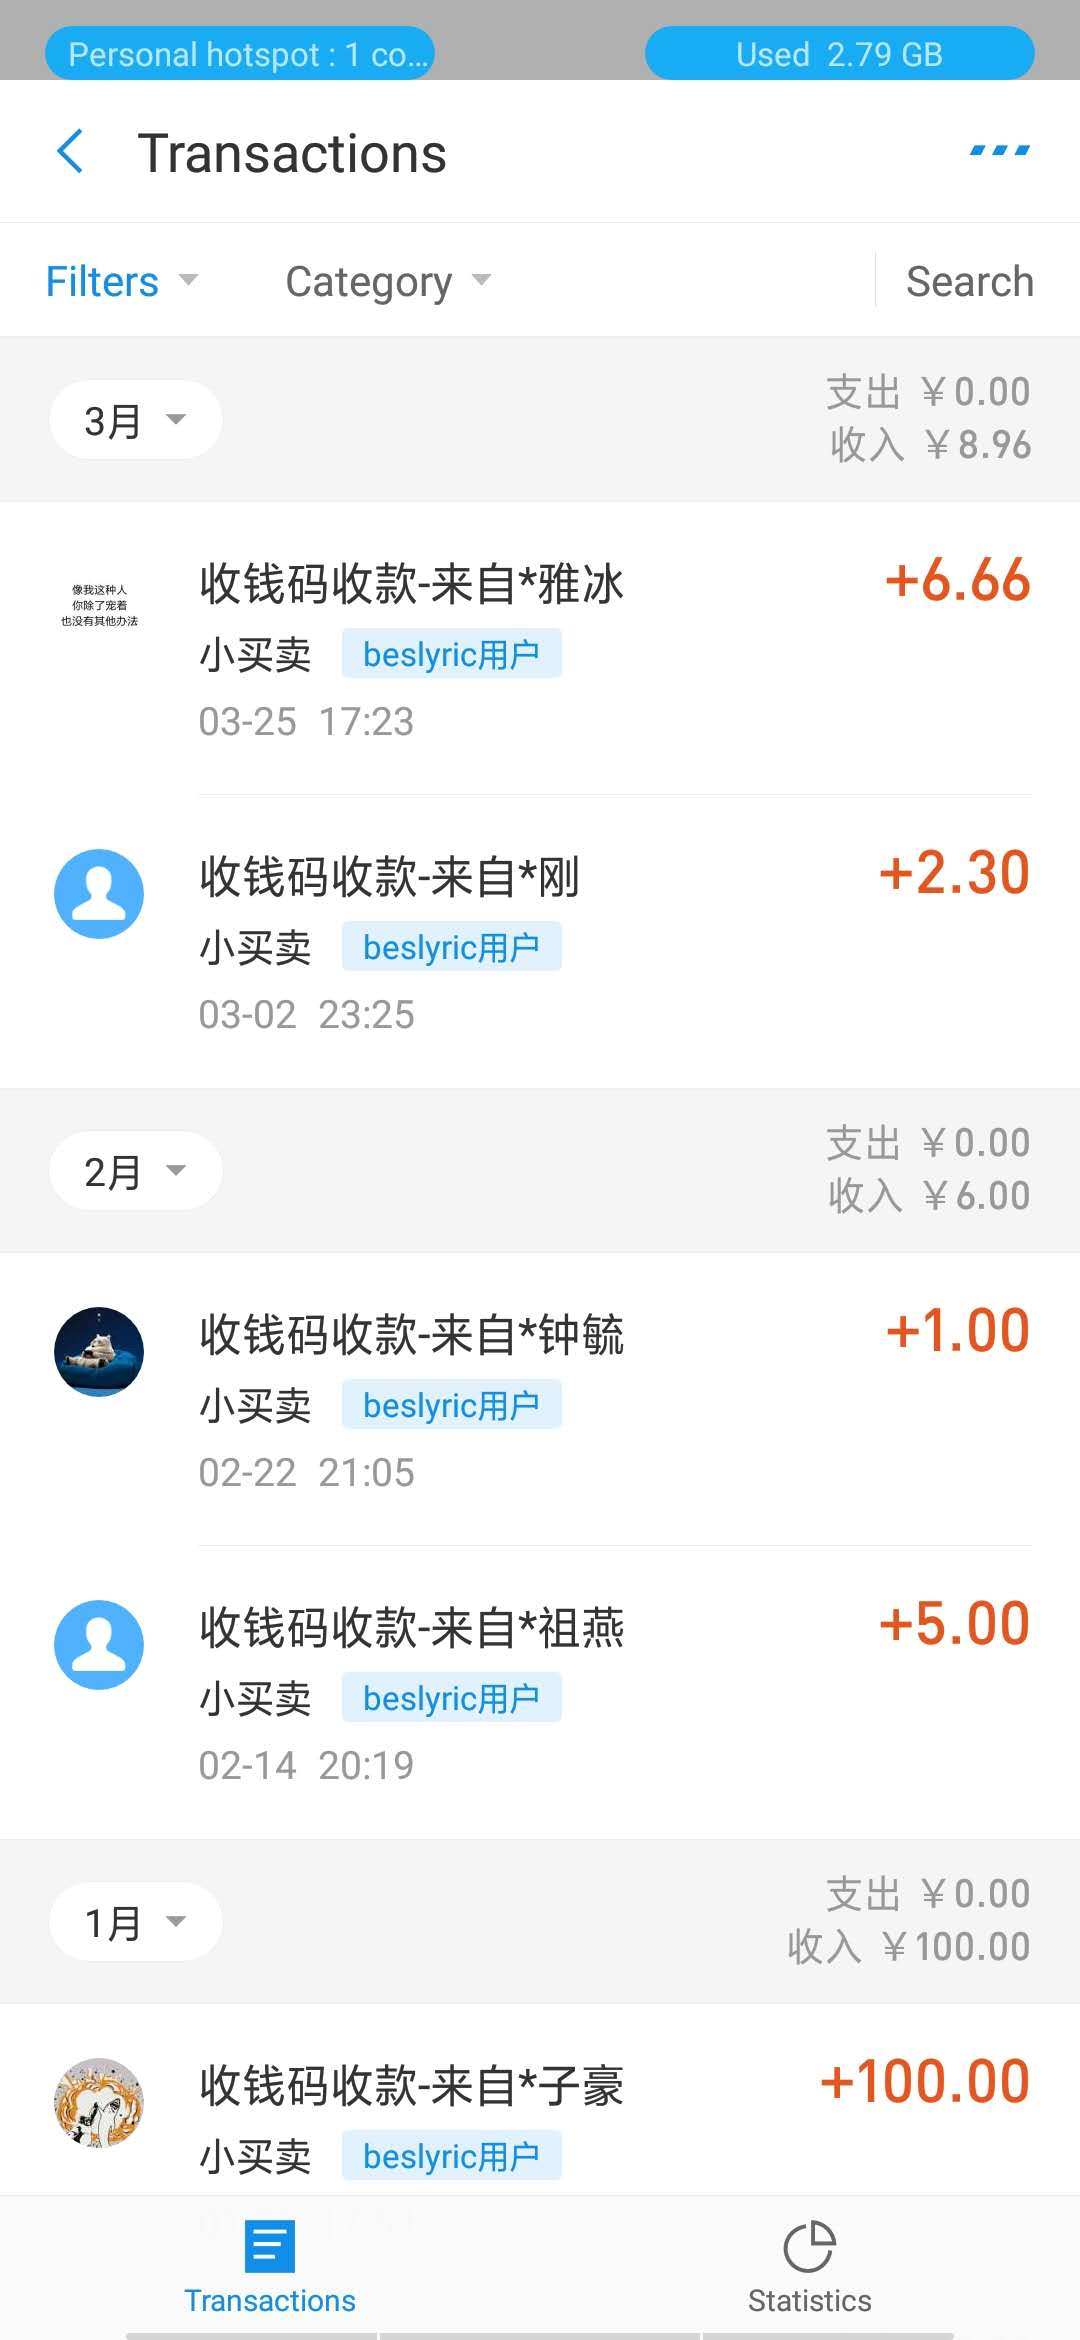 Personal hotspot : 1 co...
Used 2.79 GB
Transactions
Filters
Category
Search
3月
支出 ￥0.00
收入 ￥8.96
像我这种人
你除了宠着
也没有其他办法
收钱码收款-来自*雅冰
+6.66
小买卖
beslyric用户
03-25 17:23
收钱码收款-来自*刚
+2.30
小买卖
beslyric用户
03-02 23:25
2月
支出 ￥0.00
收入 ￥6.00
收钱码收款-来自*钟毓
+1.00
小买卖
beslyric用户
02-22 21:05
收钱码收款-来自*祖燕
+5.00
小买卖
beslyric用户
02-14 20:19
1月
支出 ￥0.00
收入 ￥100.00
收钱码收款-来自*子豪
+100.00
小买卖
beslyric用户
Transactions
Statistics